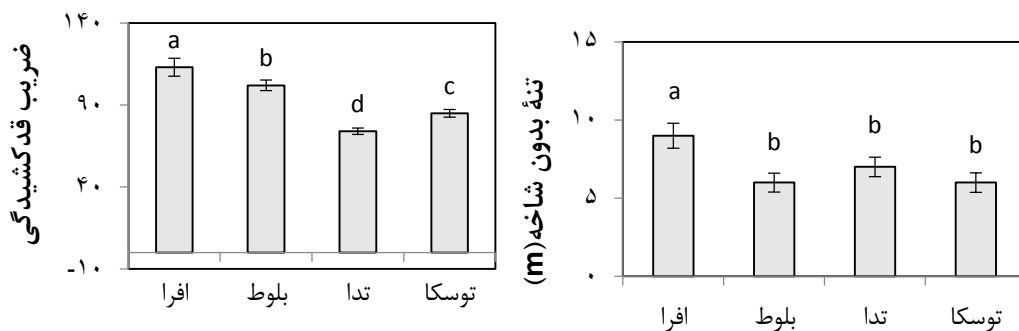 ضریب قدکشیدگی
۱۴۰
۹۰
۴۰
-۱۰
a
b
d
c
افرا
بلوط
تدا
توسکا
تنۀ بدون شاخه(m)
۱۵
۱۰
۵
۰
a
b
b
b
افرا
بلوط
تدا
توسکا